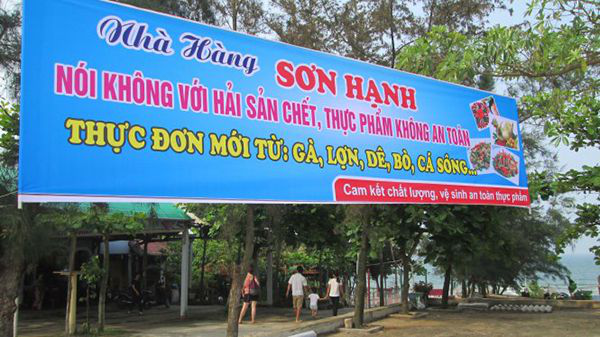 Nhà Hàng
SƠN HẠNH
NÓI KHÔNG VỚI HẢI SẢN CHẾT, THỰC PHẨM KHÔNG AN TOÀN
THỰC ĐƠN MỚI TỪ: GÀ, LỢN, DÊ, BÒ, CÁ SÔNG...
Cam kết chất lượng, vệ sinh an toàn thực phẩm